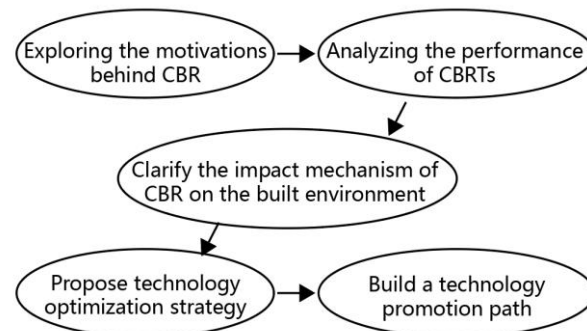 Exploring the motivations
behind CBR
Analyzing the performance
of CBRTs
Clarify the impact mechanism of
CBR on the built environment
Propose technology
optimization strategy
Build a technology
promotion path